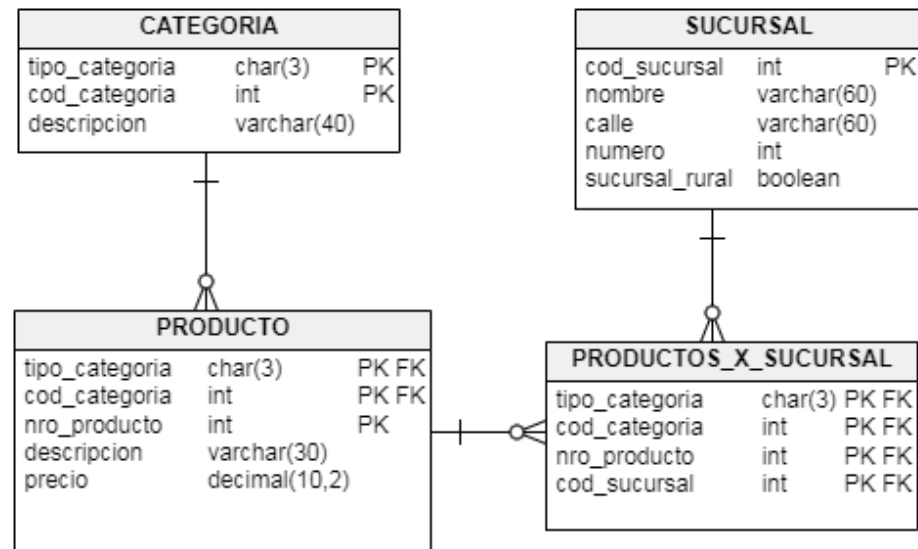 CATEGORIA
tipo_categoria char(3) PK
cod_categoria int PK
descripcion varchar(40)
SUCURSAL
cod_sucursal int PK
nombre varchar(60)
calle varchar(60)
numero int
sucursal_rural boolean
PRODUCTO
tipo_categoria char(3) PK FK
cod_categoria int PK FK
nro_producto int PK
descripcion varchar(30)
precio decimal(10,2)
PRODUCTOS_X_SUCURSAL
tipo_categoria char(3) PK FK
cod_categoria int PK FK
nro_producto int PK FK
cod_sucursal int PK FK